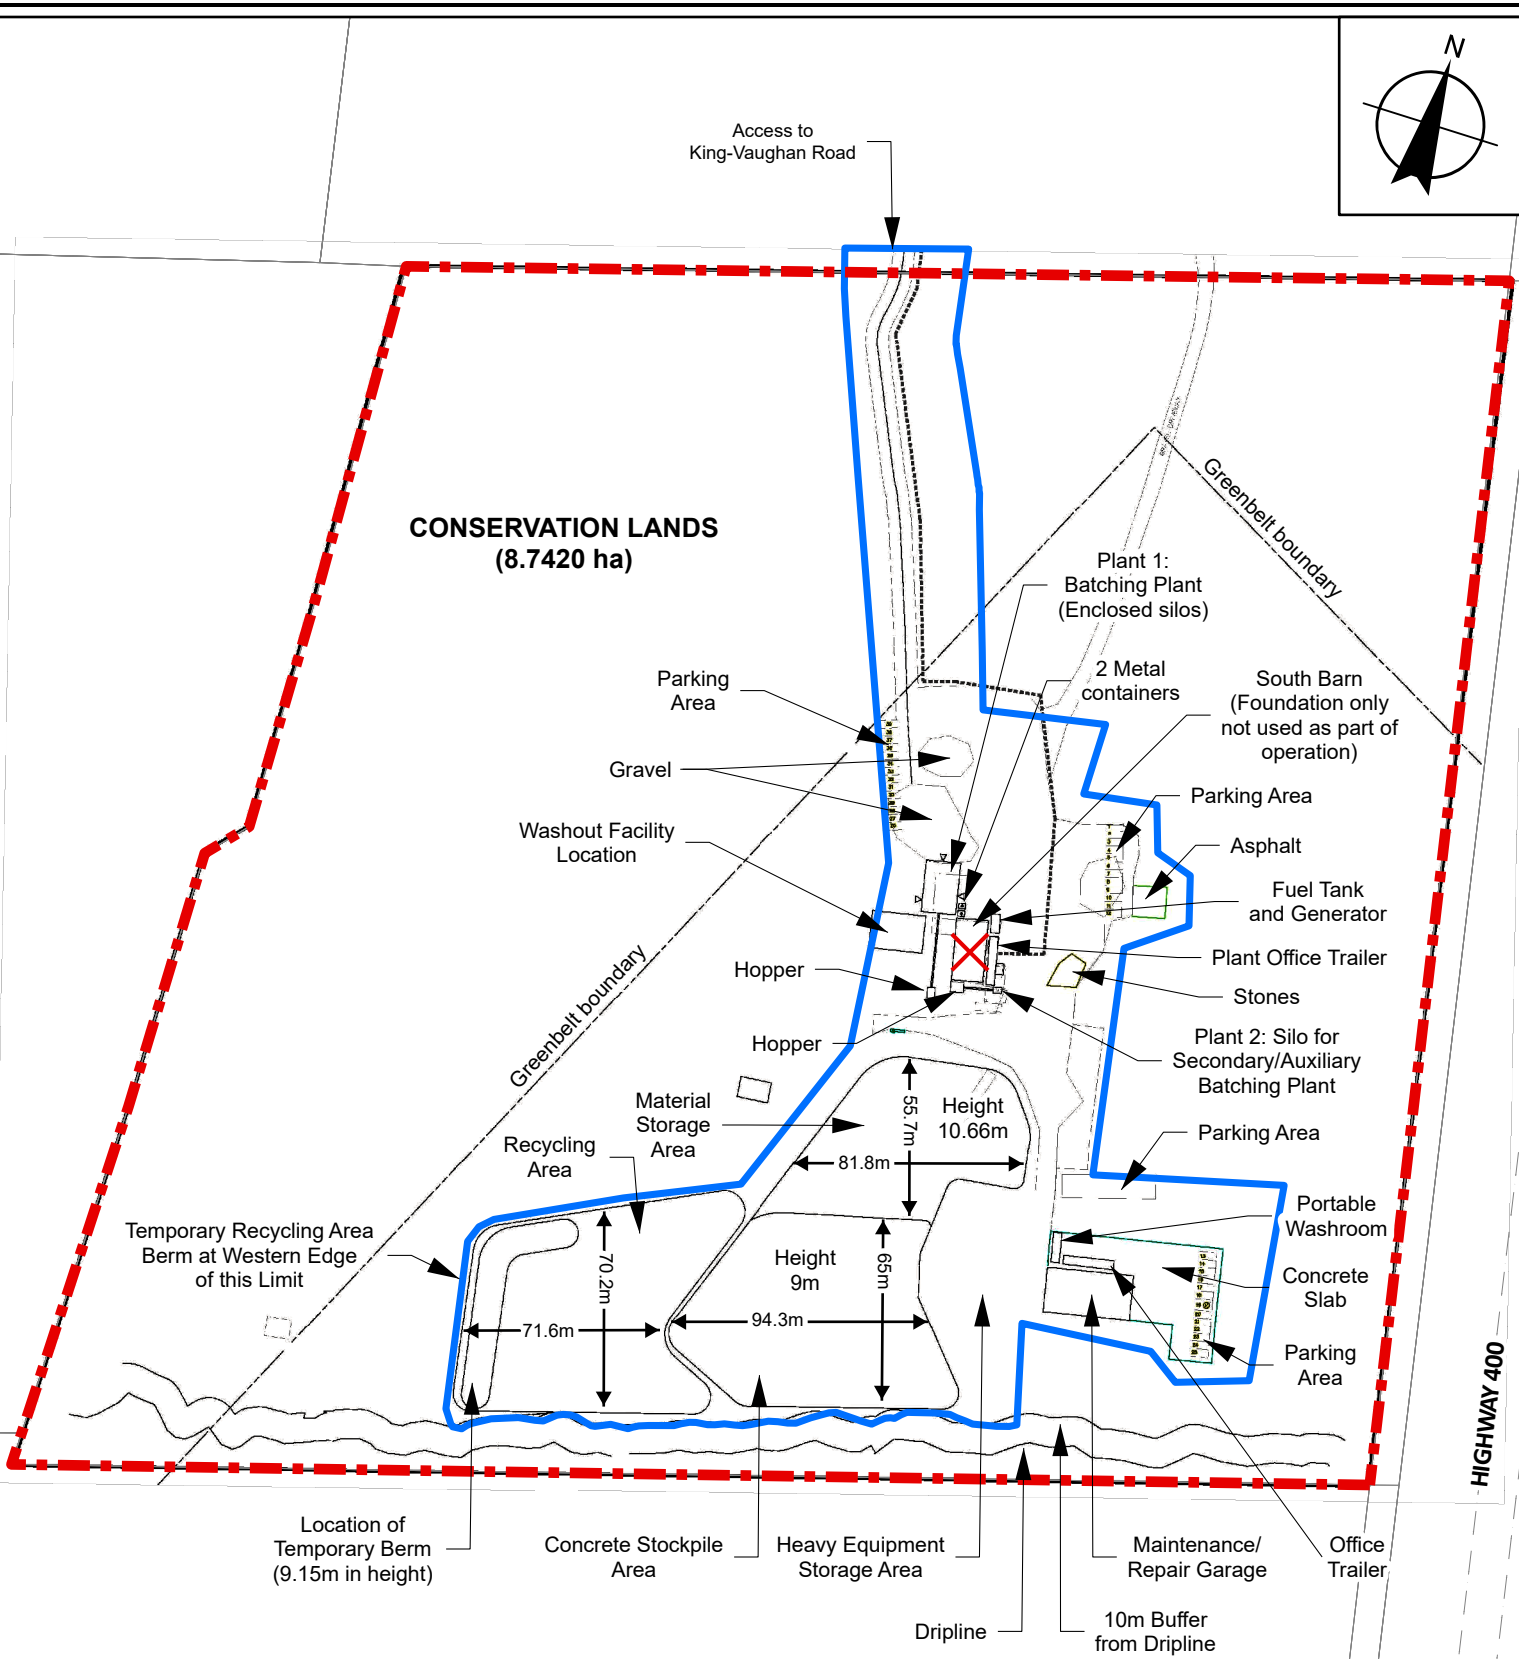 N
Access to
King-Vaughan Road
Greenbelt boundary
CONSERVATION LANDS
(8.7420 ha)
Plant 1:
Batching Plant
(Enclosed silos)
2 Metal
containers
South Barn
(Foundation only
not used as part of
operation)
Parking
Area
Gravel
Parking Area
Washout Facility
Location
Asphalt
Fuel Tank
and Generator
Plant Office Trailer
Hopper
Stones
Greenbelt boundary
Hopper
Plant 2: Silo for
Secondary/Auxiliary
Batching Plant
Material
Storage
Area
55.7m
Height
10.66m
81.8m
Recycling
Area
Parking Area
Temporary Recycling Area
Berm at Western Edge
of this Limit
Portable
Washroom
70.2m
Height
9m
65m
Concrete
Slab
71.6m
94.3m
Parking
Area
HIGHWAY 400
Location of
Temporary Berm
(9.15m in height)
Concrete Stockpile
Area
Heavy Equipment
Storage Area
Maintenance/
Repair Garage
Office
Trailer
Dripline
10m Buffer
from Dripline